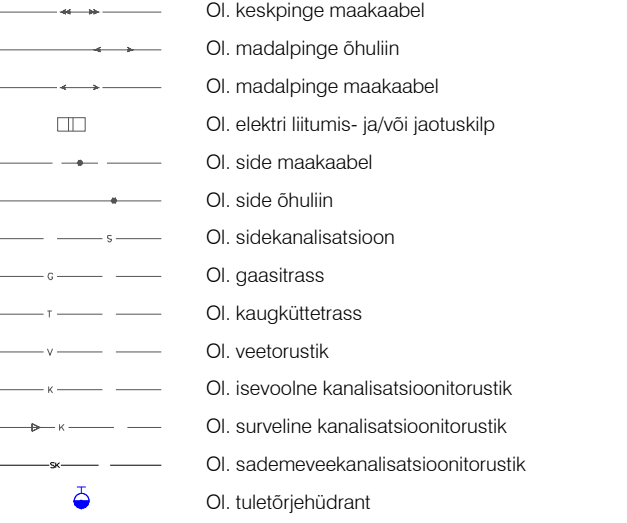 Ol. keskpinge maakaabel
Ol. madalpinge õhuliin
Ol. madalpinge maakaabel
Ol. elektri liitumis- ja/või jaotuskilp
Ol. side maakaabel
Ol. side õhuliin
S Ol. sidekanalisatsioon
G Ol. gaasitrass
T Ol. kaugküttetrass
V Ol. veetorustik
K Ol. isevoolne kanalisatsioonitorustik
K Ol. surveline kanalisatsioonitorustik
SK Ol. sademeveekanalisatsioonitorustik
Ol. tuletõrjehüdrant